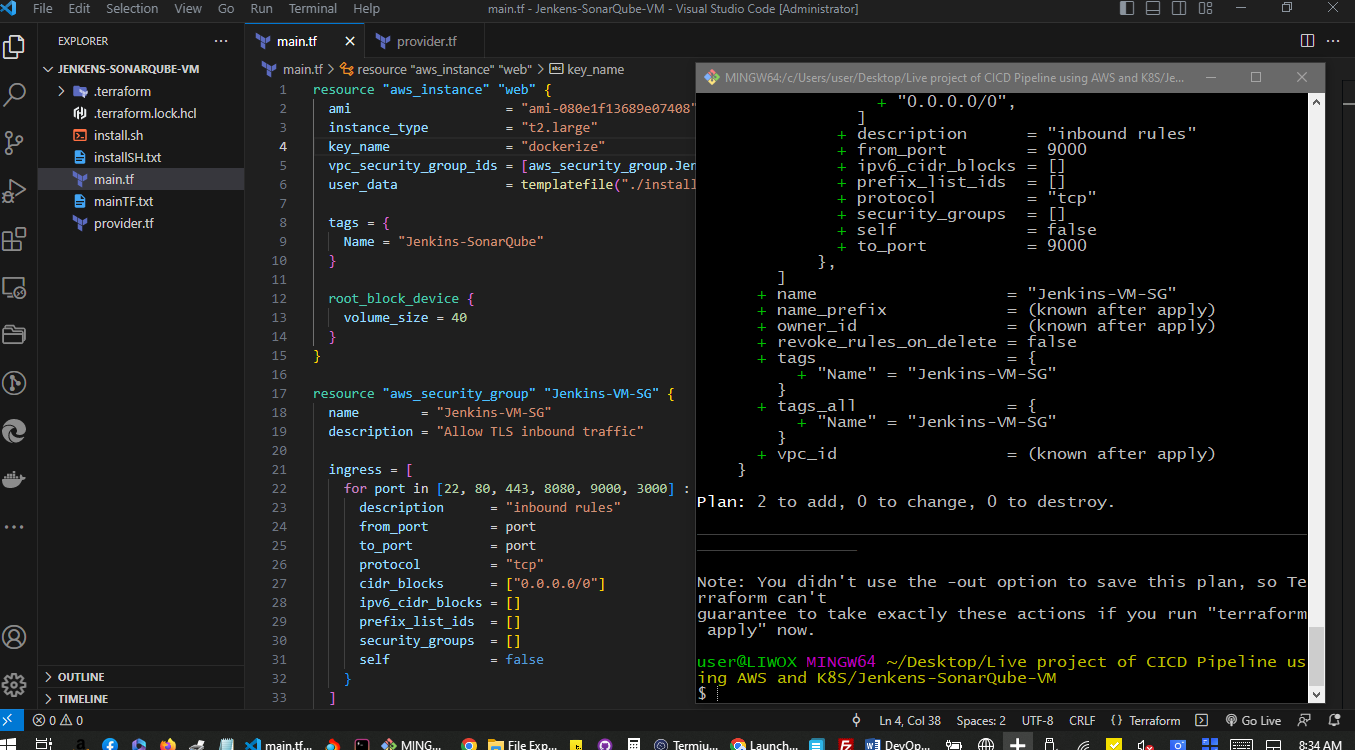 File Edit Selection View Go Run Terminal Help
main.tf - Jenkens-SonarQube-VM - Visual Studio Code [Administrator]
EXPLORER
JENKENS-SONARQUBE-VM
.terraform
.terraform.lock.hcl
install.sh
installSH.txt
main.tf
mainTF.txt
provider.tf
OUTLINE
TIMELINE
main.tf
provider.tf
main.tf > resource "aws_instance" "web" > key_name
1 resource "aws_instance" "web" {
2 ami = "ami-080e1f13689e07408"
3 instance_type = "t2.large"
4 key_name = "dockerize"
5 vpc_security_group_ids = [aws_security_group.Jen
6 user_data = templatefile("./instal
7
8 tags = {
9 Name = "Jenkins-SonarQube"
10 }
11
12 root_block_device {
13 volume_size = 40
14 }
15 }
16
17 resource "aws_security_group" "Jenkins-VM-SG" {
18 name = "Jenkins-VM-SG"
19 description = "Allow TLS inbound traffic"
20
21 ingress = [
22 for port in [22, 80, 443, 8080, 9000, 3000] :
23 description = "inbound rules"
24 from_port = port
25 to_port = port
26 protocol = "tcp"
27 cidr_blocks = ["0.0.0.0/0"]
28 ipv6_cidr_blocks = []
29 prefix_list_ids = []
30 security_groups = []
31 self = false
32 }
33 ]
MINGW64:/c/Users/user/Desktop/Live project of CICD Pipeline using AWS and K8S/Je...
+ "0.0.0.0/0",
]
+ description = "inbound rules"
+ from_port = 9000
+ ipv6_cidr_blocks = []
+ prefix_list_ids = []
+ protocol = "tcp"
+ security_groups = []
+ self = false
+ to_port = 9000
},
]
+ name = "Jenkins-VM-SG"
+ name_prefix = (known after apply)
+ owner_id = (known after apply)
+ revoke_rules_on_delete = false
+ tags = {
+ "Name" = "Jenkins-VM-SG"
}
+ tags_all = {
+ "Name" = "Jenkins-VM-SG"
}
+ vpc_id = (known after apply)
}
Plan: 2 to add, 0 to change, 0 to destroy.
Note: You didn't use the -out option to save this plan, so Te
rraform can't
guarantee to take exactly these actions if you run "terraform
apply" now.
user@LIWOX MINGW64 ~/Desktop/Live project of CICD Pipeline us
ing AWS and K8S/Jenkens-SonarQube-VM
$
0 0 Ln 4, Col 38 Spaces: 2 UTF-8 CRLF {} Terraform Go Live
main.tf... MING... File Exp... Termiu... Launch... DevOp... 8:34 AM